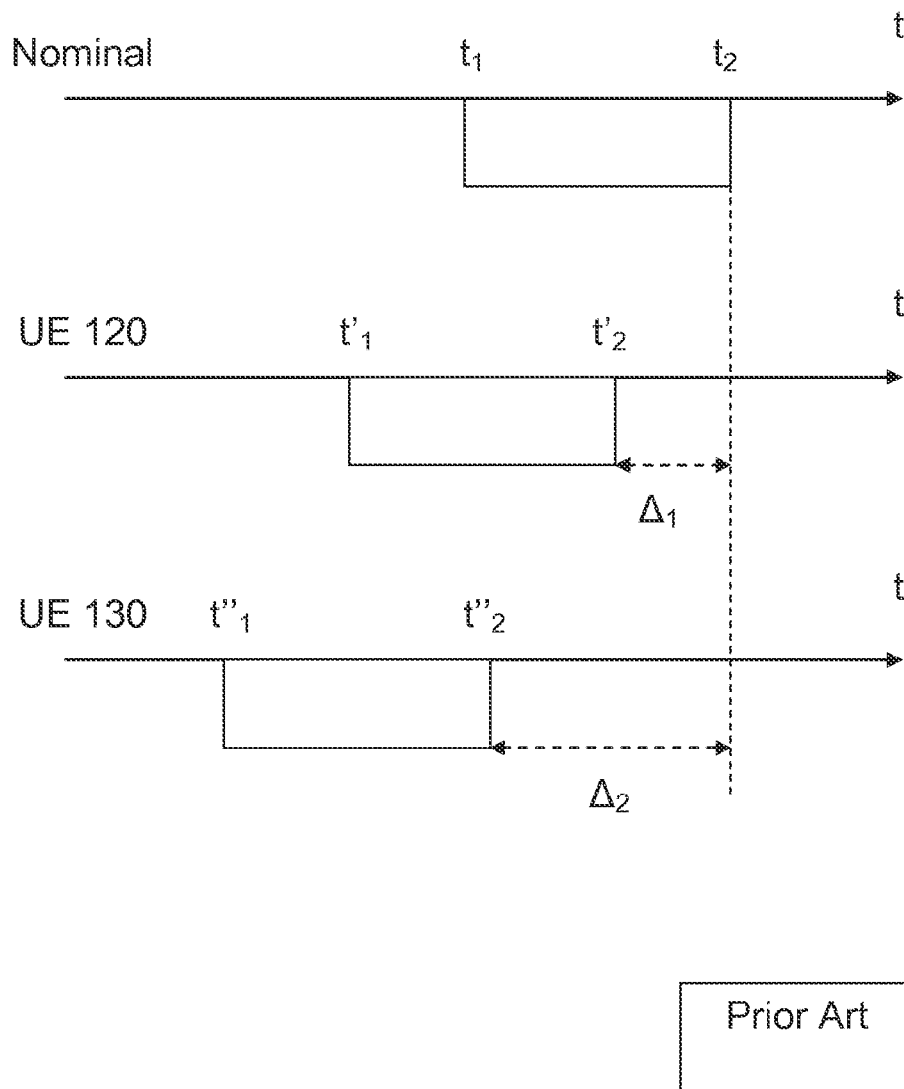 t
Nominal t₁ t₂
t
UE 120 t'₁ t'₂
Δ₁
t
UE 130 t''₁ t''₂
Δ₂
Prior Art